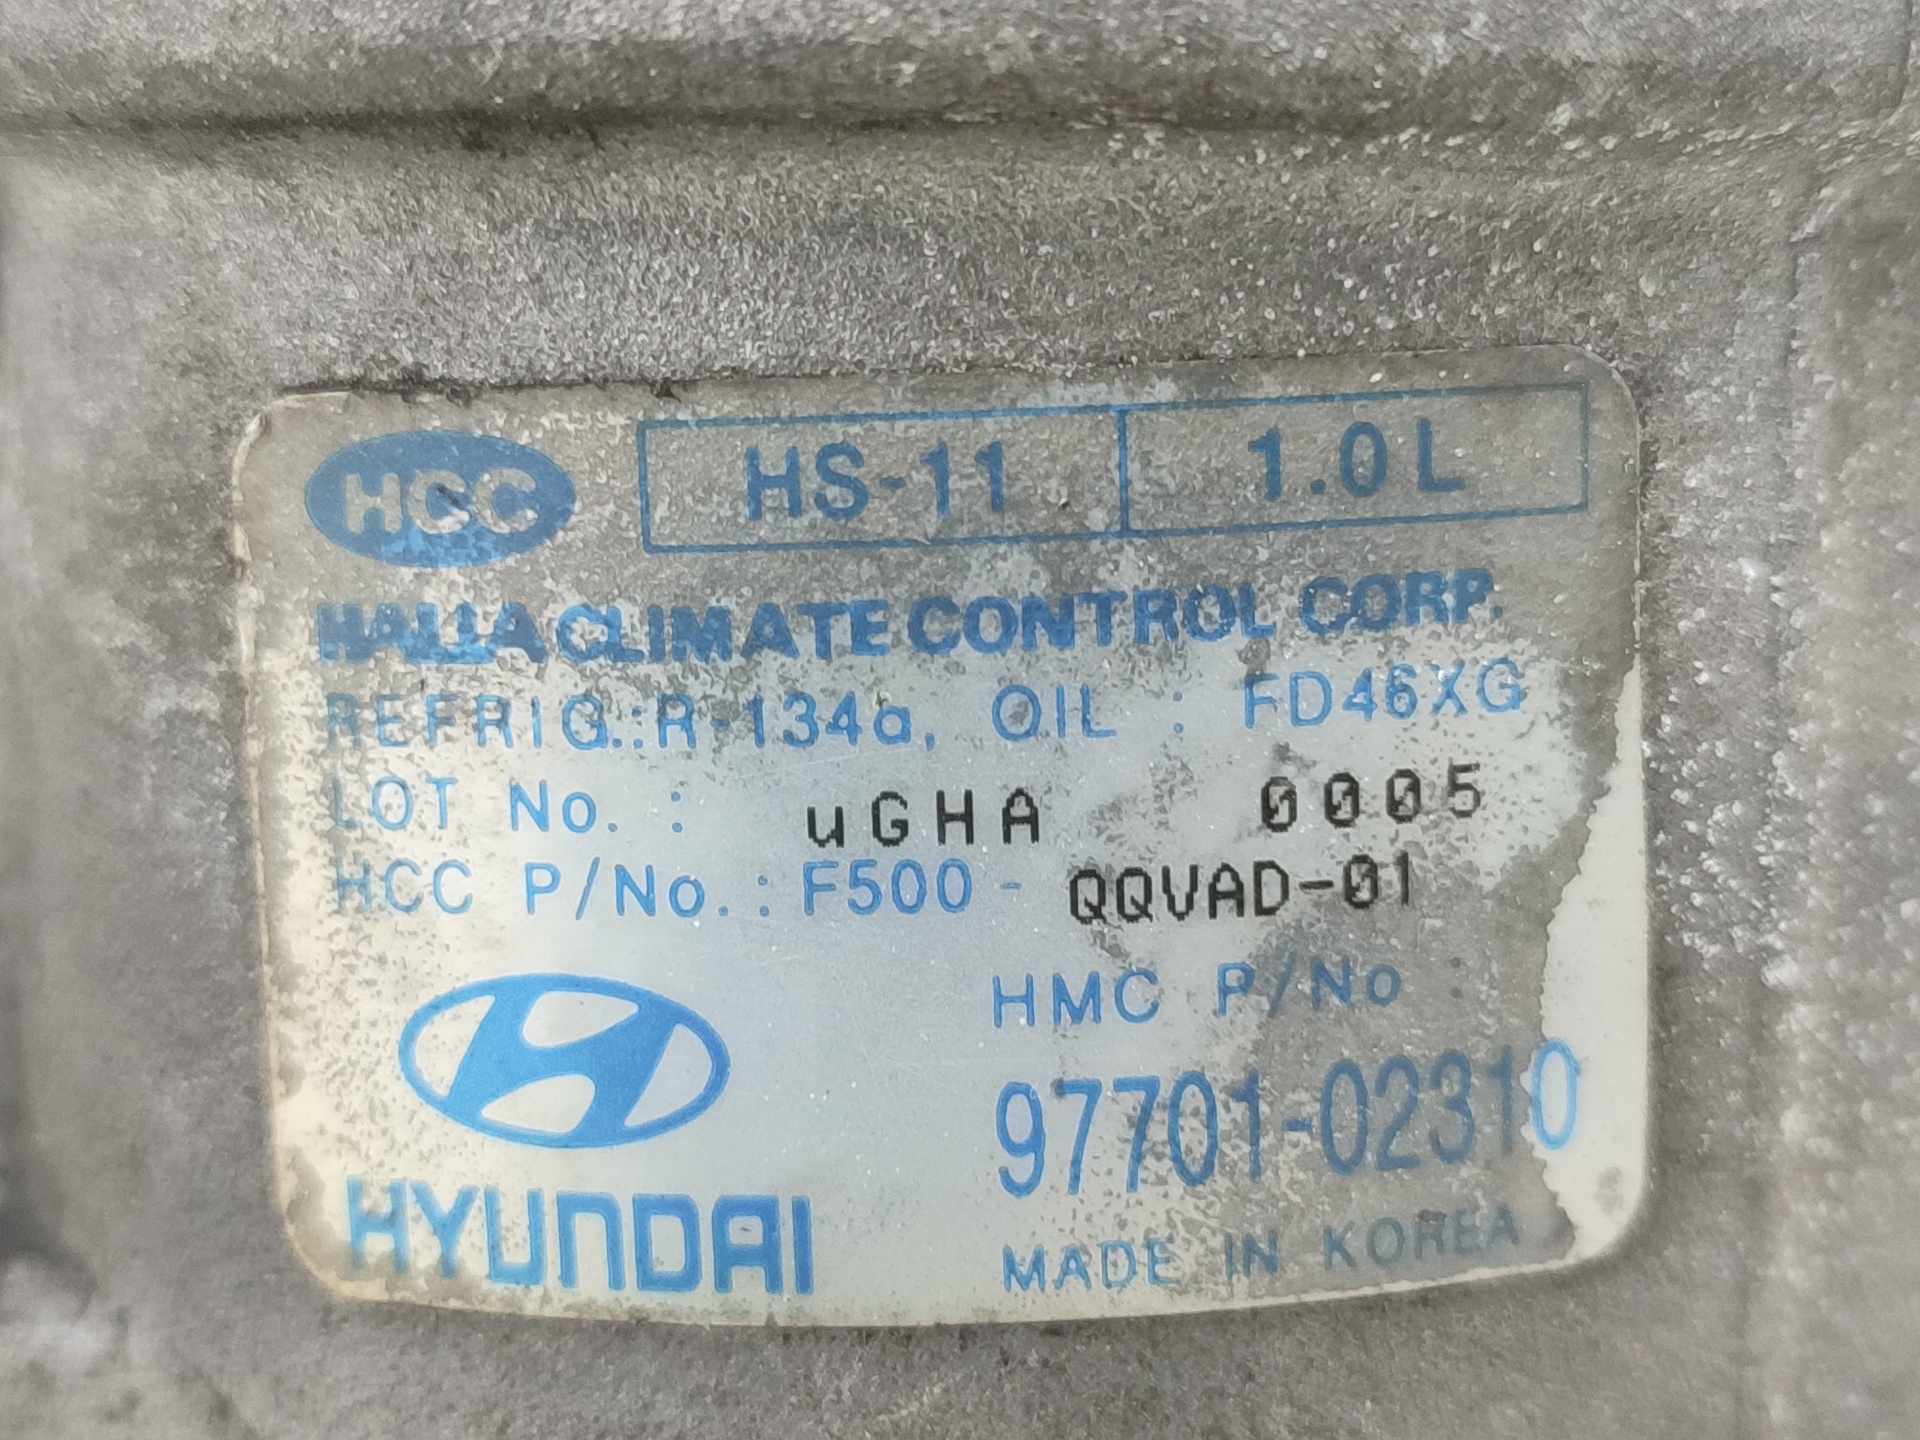 HCC HS-11 1.0L
HALLA CLIMATE CONTROL CORP.
REFRIG.:R-134a, OIL : FD46XG
LOT No. : uGHA 0005
HCC P/No. : F500 - QQVAD-01
HMC P/No :
97701-02310
HYUNDAI
MADE IN KOREA